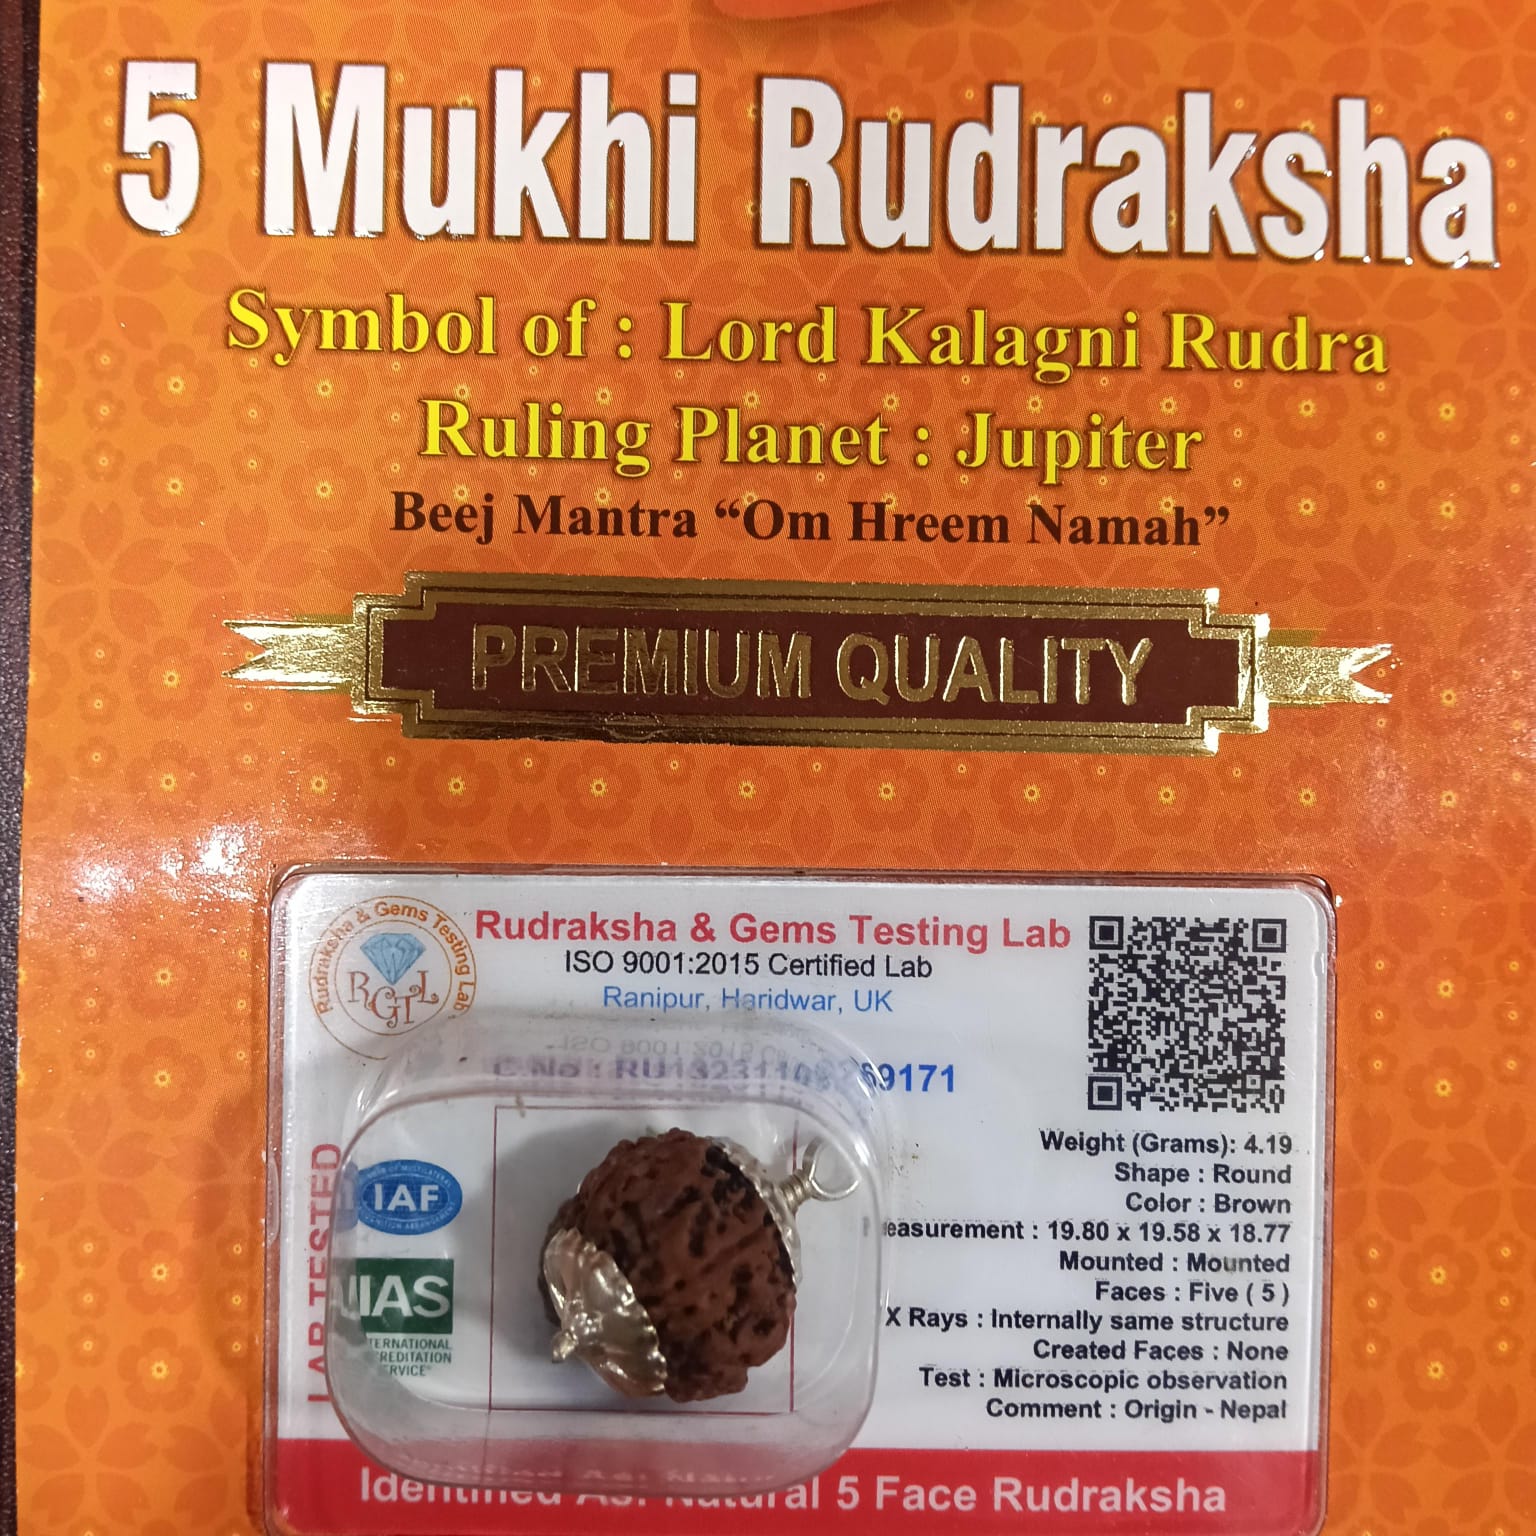 5 Mukhi Rudraksha
Symbol of : Lord Kalagni Rudra
Ruling Planet : Jupiter
Beej Mantra “Om Hreem Namah”
PREMIUM QUALITY
Rudraksha & Gems Testing Lab
RGTL
Rudraksha & Gems Testing Lab
ISO 9001:2015 Certified Lab
Ranipur, Haridwar, UK
Weight (Grams): 4.19
Shape : Round
Color : Brown
: 19.80 x 19.58 x 18.77
Mounted : Mounted
Faces : Five ( 5 )
X Rays : Internally same structure
Created Faces : None
Test : Microscopic observation
Comment : Origin - Nepal
LAB TESTED
IAF
IAS
Natural 5 Face Rudraksha